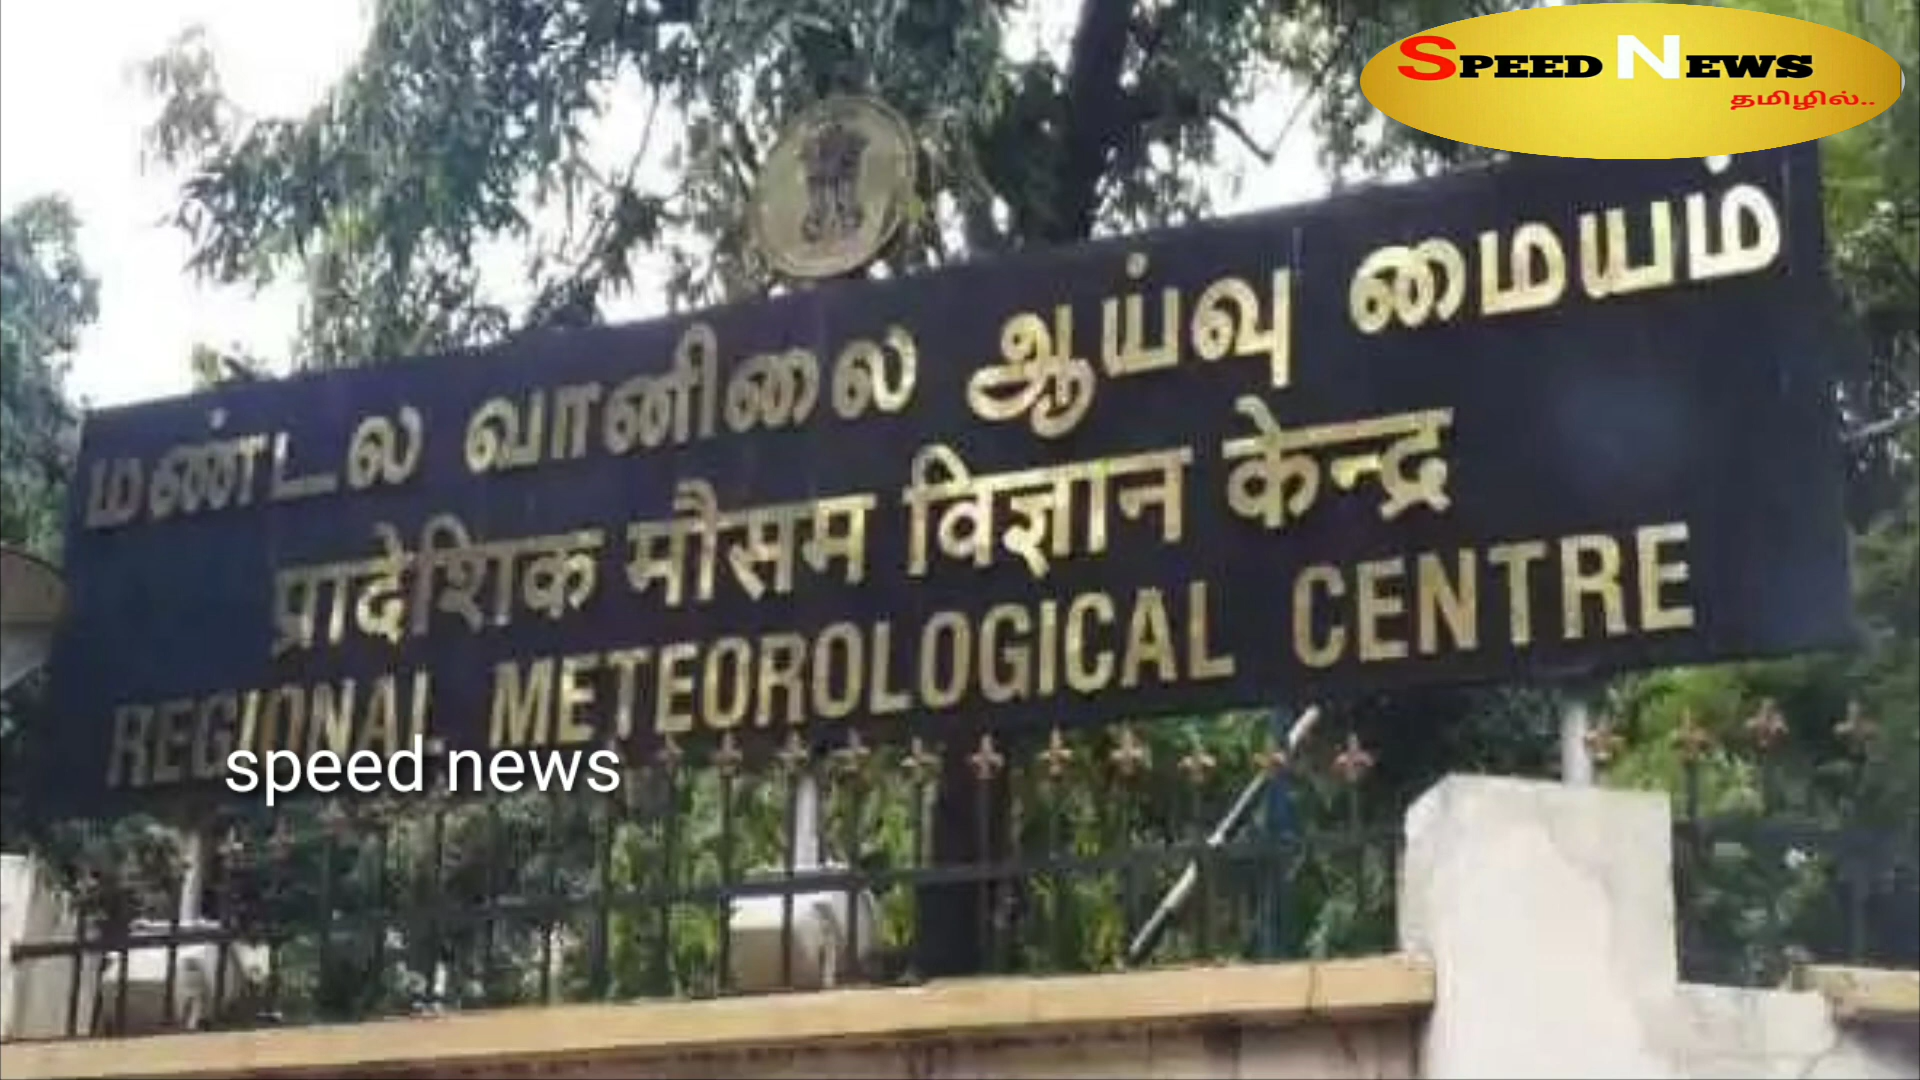 SPEED NEWS
தமிழில்..
மண்டல வானிலை ஆய்வு மையம்
प्रादेशिक मौसम विज्ञान केन्द्र
REGIONAL METEOROLOGICAL CENTRE
speed news